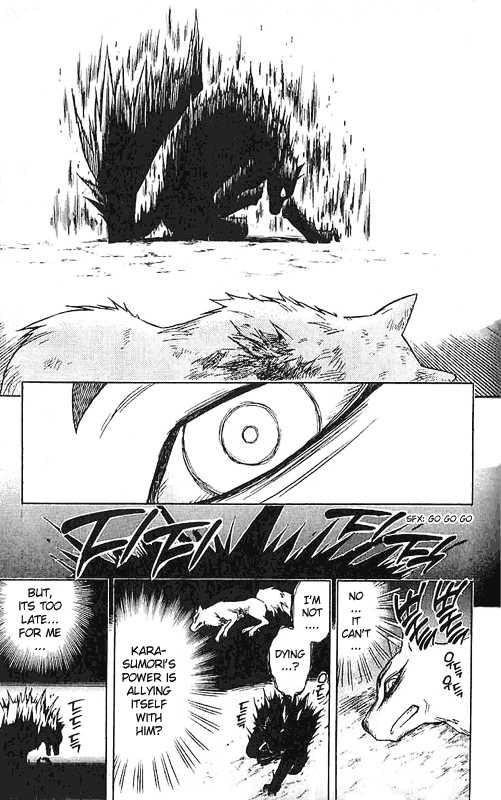 SFX: GO GO GO
NO
...
IT
CAN'T
...
I'M
NOT
....
DYING
...?
KARA-
SUMORI'S
POWER IS
ALLYING
ITSELF
WITH
HIM?
BUT,
ITS TOO
LATE...
FOR ME
...